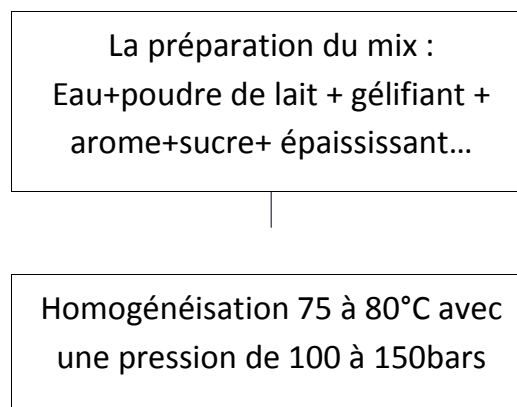 La préparation du mix :
Eau+poudre de lait + gélifiant +
arome+sucre+ épaississant…
Homogénéisation 75 à 80°C avec
une pression de 100 à 150bars